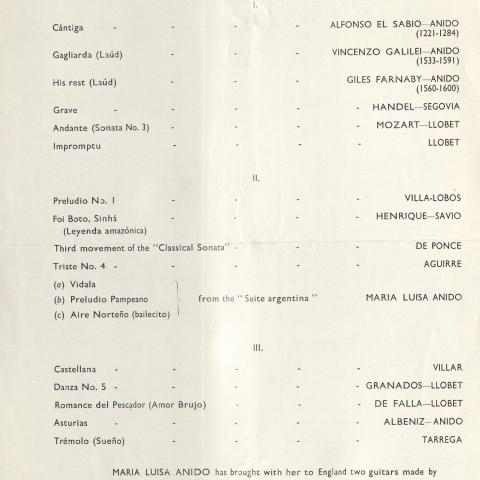 I.
Cántiga - - - - ALFONSO EL SABIO—ANIDO
(1221-1284)
Gagliarda (Laúd) - - - VINCENZO GALILEI—ANIDO
(1533-1591)
His rest (Laúd) - - - GILES FARNABY—ANIDO
(1560-1600)
Grave - - - - - HANDEL—SEGOVIA
Andante (Sonata No. 3) - - - - MOZART—LLOBET
Impromptu - - - - LLOBET
II.
Preludio No. 1 - - - - VILLA-LOBOS
Foi Boto, Sinhá - - - - HENRIQUE—SAVIO
(Leyenda amazónica)
Third movement of the "Classical Sonata" - - - DE PONCE
Triste No. 4 - - - - - AGUIRRE
(a) Vidala
(b) Preludio Pampeano from the "Suite argentina" MARIA LUISA ANIDO
(c) Aire Norteño (bailecito)
III.
Castellana - - - - - VILLAR
Danza No. 5 - - - - - GRANADOS—LLOBET
Romance del Pescador (Amor Brujo) - - - DE FALLA—LLOBET
Asturias - - - - - ALBENIZ—ANIDO
Trémolo (Sueño) - - - - TARREGA
MARIA LUISA ANIDO has brought with her to England two guitars made by